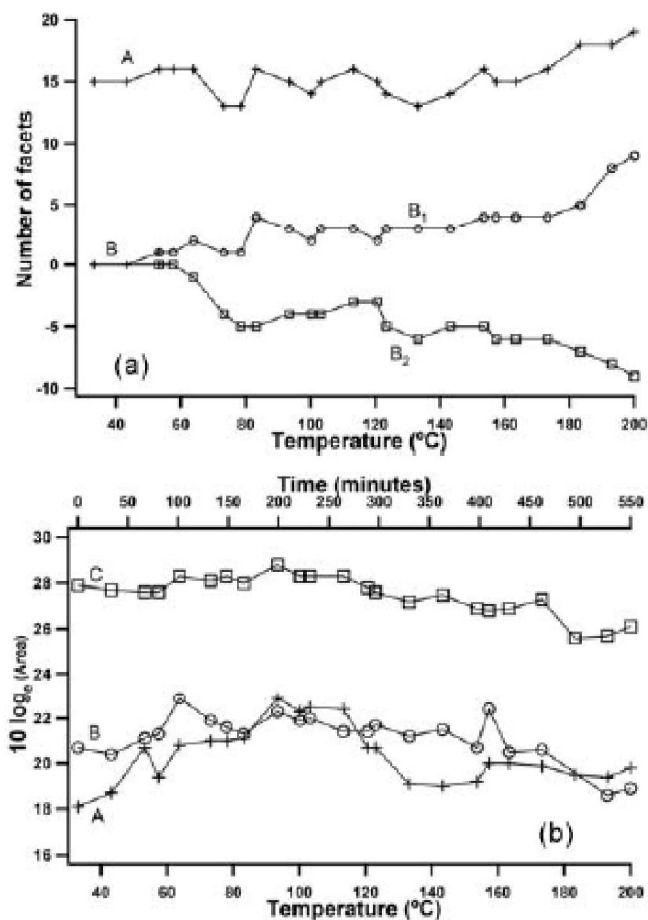 20
A
15
10
Number of facets
5
B₁
B
0
-5
B₂
(a)
-10
40 60 80 100 120 140 160 180 200
Temperature (ºC)
Time (minutes)
0 50 100 150 200 250 300 350 400 450 500 550
30
C
28
26
10 logₑ (Area)
22
B
20
18
A
(b)
16
40 60 80 100 120 140 160 180 200
Temperature (ºC)